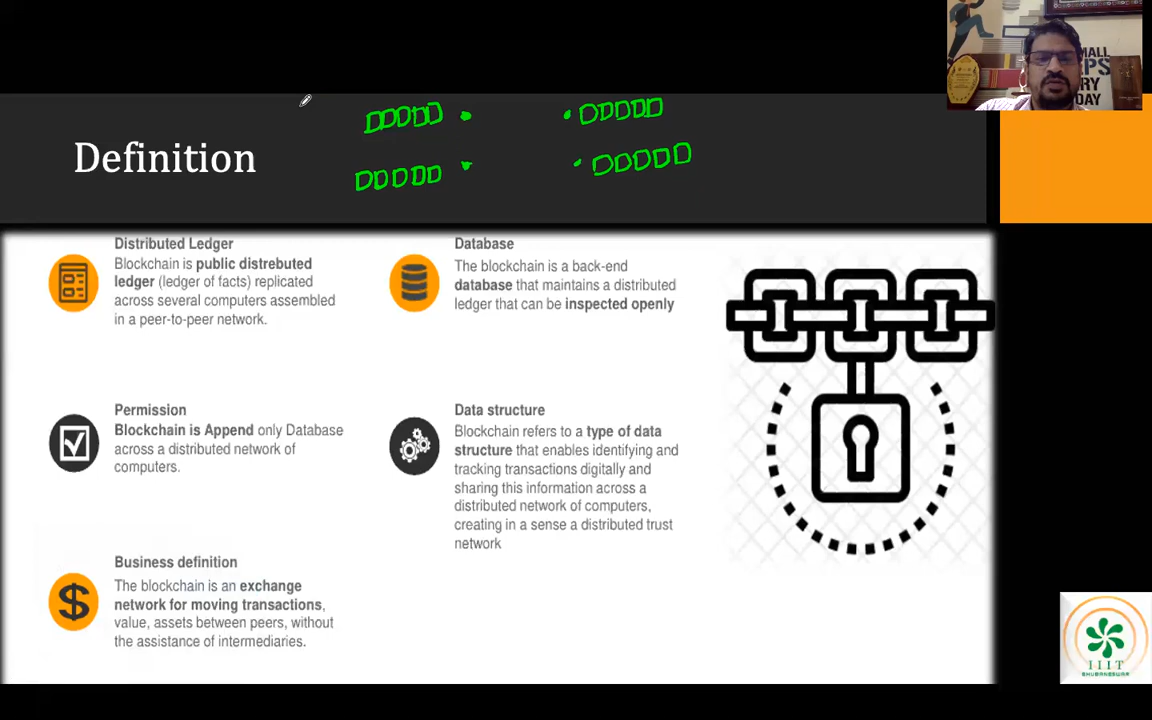 Definition
Distributed Ledger
Blockchain is public distrebuted
ledger (ledger of facts) replicated
across several computers assembled
in a peer-to-peer network.
Database
The blockchain is a back-end
database that maintains a distributed
ledger that can be inspected openly
Permission
Blockchain is Append only Database
across a distributed network of
computers.
Data structure
Blockchain refers to a type of data
structure that enables identifying and
tracking transactions digitally and
sharing this information across a
distributed network of computers,
creating in a sense a distributed trust
network
Business definition
The blockchain is an exchange
network for moving transactions,
value, assets between peers, without
the assistance of intermediaries.
$
IIIT